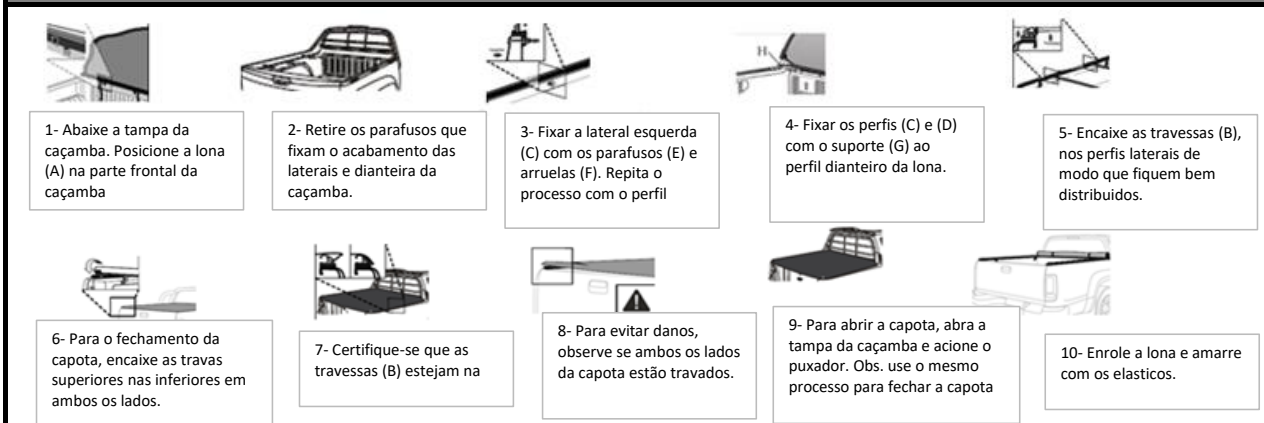 1- Abaixe a tampa da
caçamba. Posicione a lona
(A) na parte frontal da
caçamba
2- Retire os parafusos que
fixam o acabamento das
laterais e dianteira da
caçamba.
H
3- Fixar a lateral esquerda
(C) com os parafusos (E) e
arruelas (F). Repita o
processo com o perfil
4- Fixar os perfis (C) e (D)
com o suporte (G) ao
perfil dianteiro da lona.
5- Encaixe as travessas (B),
nos perfis laterais de
modo que fiquem bem
distribuidos.
6- Para o fechamento da
capota, encaixe as travas
superiores nas inferiores em
ambos os lados.
7- Certifique-se que as
travessas (B) estejam na
8- Para evitar danos,
observe se ambos os lados
da capota estão travados.
9- Para abrir a capota, abra a
tampa da caçamba e acione o
puxador. Obs. use o mesmo
processo para fechar a capota
10- Enrole a lona e amarre
com os elasticos.